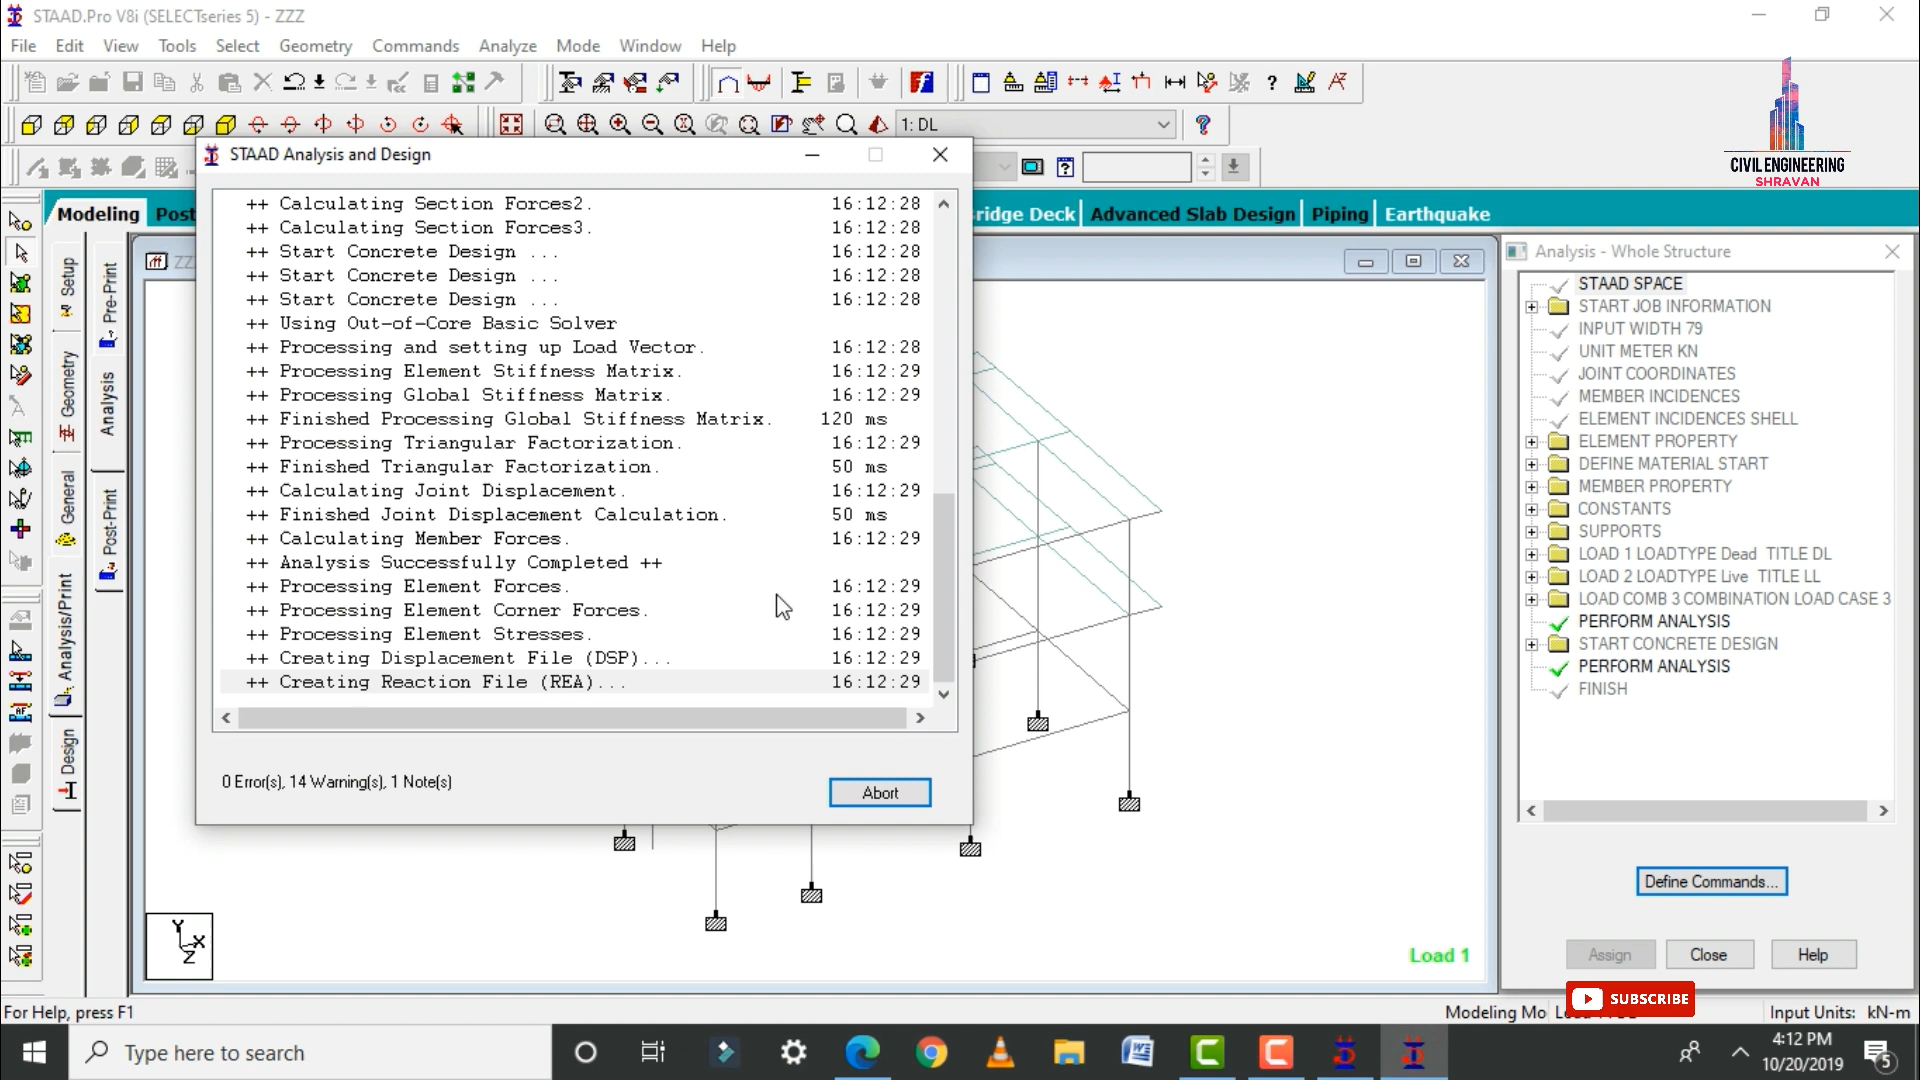 STAAD.Pro V8i (SELECTseries 5) - ZZZ
File Edit View Tools Select Geometry Commands Analyze Mode Window Help
1: DL
CIVIL ENGINEERING
SHRAVAN
STAAD Analysis and Design
Modeling Post
ridge Deck Advanced Slab Design Piping Earthquake
++ Calculating Section Forces2. 16:12:28
++ Calculating Section Forces3. 16:12:28
++ Start Concrete Design ... 16:12:28
++ Start Concrete Design ... 16:12:28
++ Start Concrete Design ... 16:12:28
++ Using Out-of-Core Basic Solver
++ Processing and setting up Load Vector. 16:12:28
++ Processing Element Stiffness Matrix. 16:12:29
++ Processing Global Stiffness Matrix. 16:12:29
++ Finished Processing Global Stiffness Matrix. 120 ms
++ Processing Triangular Factorization. 16:12:29
++ Finished Triangular Factorization. 50 ms
++ Calculating Joint Displacement. 16:12:29
++ Finished Joint Displacement Calculation. 50 ms
++ Calculating Member Forces. 16:12:29
++ Analysis Successfully Completed ++
++ Processing Element Forces. 16:12:29
++ Processing Element Corner Forces. 16:12:29
++ Processing Element Stresses. 16:12:29
++ Creating Displacement File (DSP)... 16:12:29
++ Creating Reaction File (REA)... 16:12:29
0 Error(s), 14 Warning(s), 1 Note(s)
Abort
Setup
Geometry
General
Analysis/Print
Design
Pre-Print
Analysis
Post-Print
ZZ
Analysis - Whole Structure
STAAD SPACE
START JOB INFORMATION
INPUT WIDTH 79
UNIT METER KN
JOINT COORDINATES
MEMBER INCIDENCES
ELEMENT INCIDENCES SHELL
ELEMENT PROPERTY
DEFINE MATERIAL START
MEMBER PROPERTY
CONSTANTS
SUPPORTS
LOAD 1 LOADTYPE Dead TITLE DL
LOAD 2 LOADTYPE Live TITLE LL
LOAD COMB 3 COMBINATION LOAD CASE 3
PERFORM ANALYSIS
START CONCRETE DESIGN
PERFORM ANALYSIS
FINISH
Define Commands...
Assign Close Help
Y
X
Z
Load 1
SUBSCRIBE
For Help, press F1
Modeling Mo
Input Units: kN-m
Type here to search
4:12 PM
10/20/2019
5